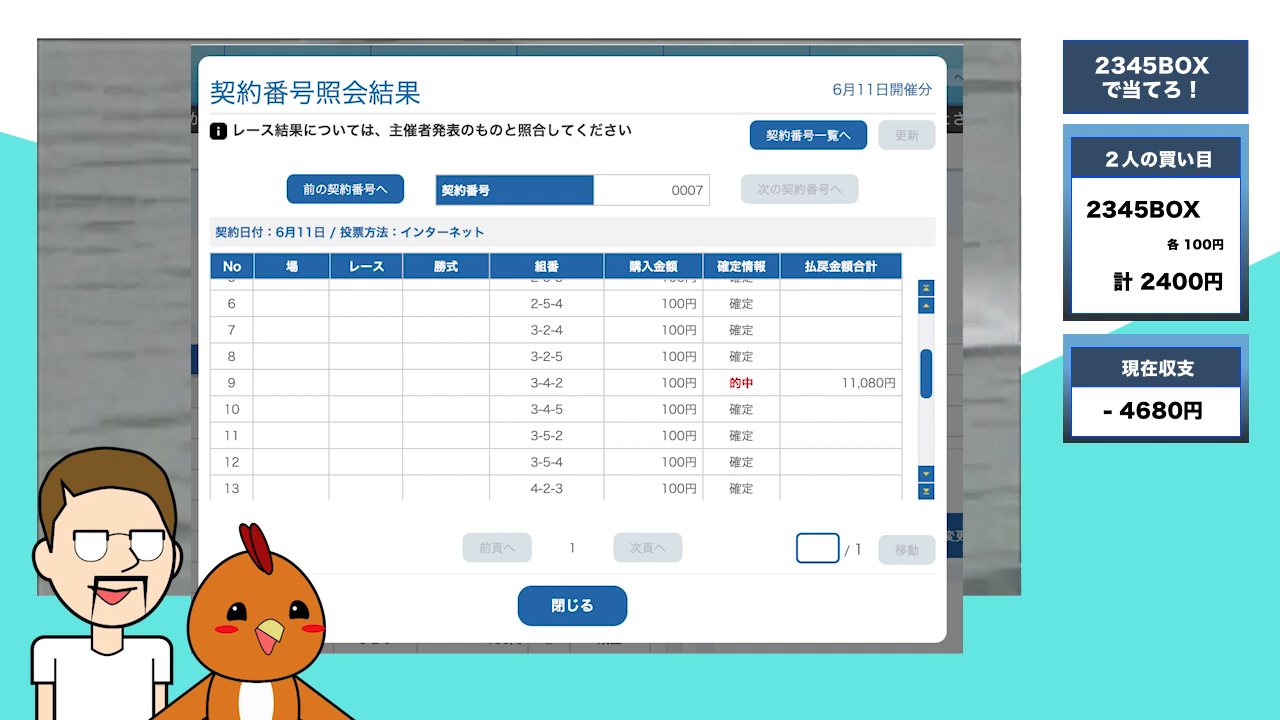 契約番号照会結果
6月11日開催分
レース結果については、主催者発表のものと照合してください
契約番号一覧へ
更新
前の契約番号へ
契約番号
0007
次の契約番号へ
契約日付：6月11日 / 投票方法：インターネット
No 場 レース 勝式 組番 購入金額 確定情報 払戻金額合計
6 2-5-4 100円 確定
7 3-2-4 100円 確定
8 3-2-5 100円 確定
9 3-4-2 100円 的中 11,080円
10 3-4-5 100円 確定
11 3-5-2 100円 確定
12 3-5-4 100円 確定
13 4-2-3 100円 確定
前頁へ
1
次頁へ
/ 1
移動
閉じる
変更
2345BOX
で当てろ！
２人の買い目
2345BOX
各 100円
計 2400円
現在収支
- 4680円